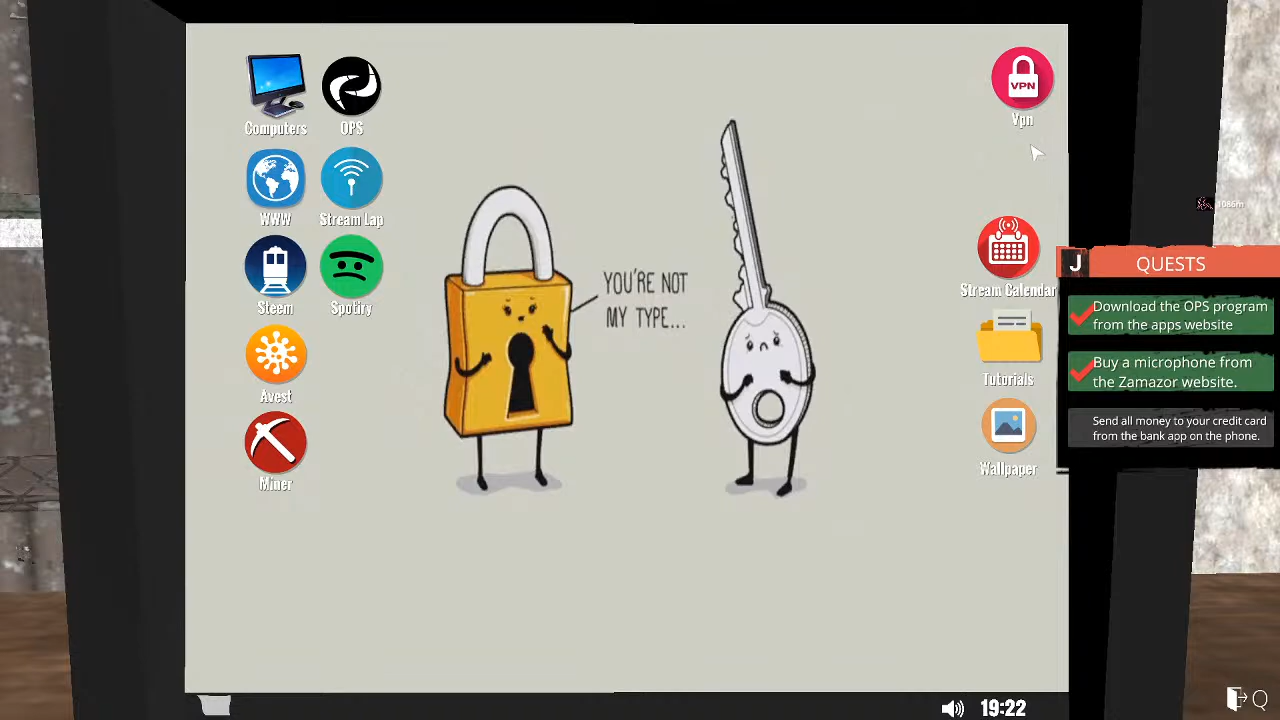 Computers
OPS
VPN
Vpn
WWW
Stream Lap
Steem
Spotiry
Avest
Miner
YOU'RE NOT
MY TYPE...
Stream Calendar
Tutorials
Wallpaper
1086m
J
QUESTS
Download the OPS program
from the apps website
Buy a microphone from
the Zamazor website.
Send all money to your credit card
from the bank app on the phone.
19:22
Q